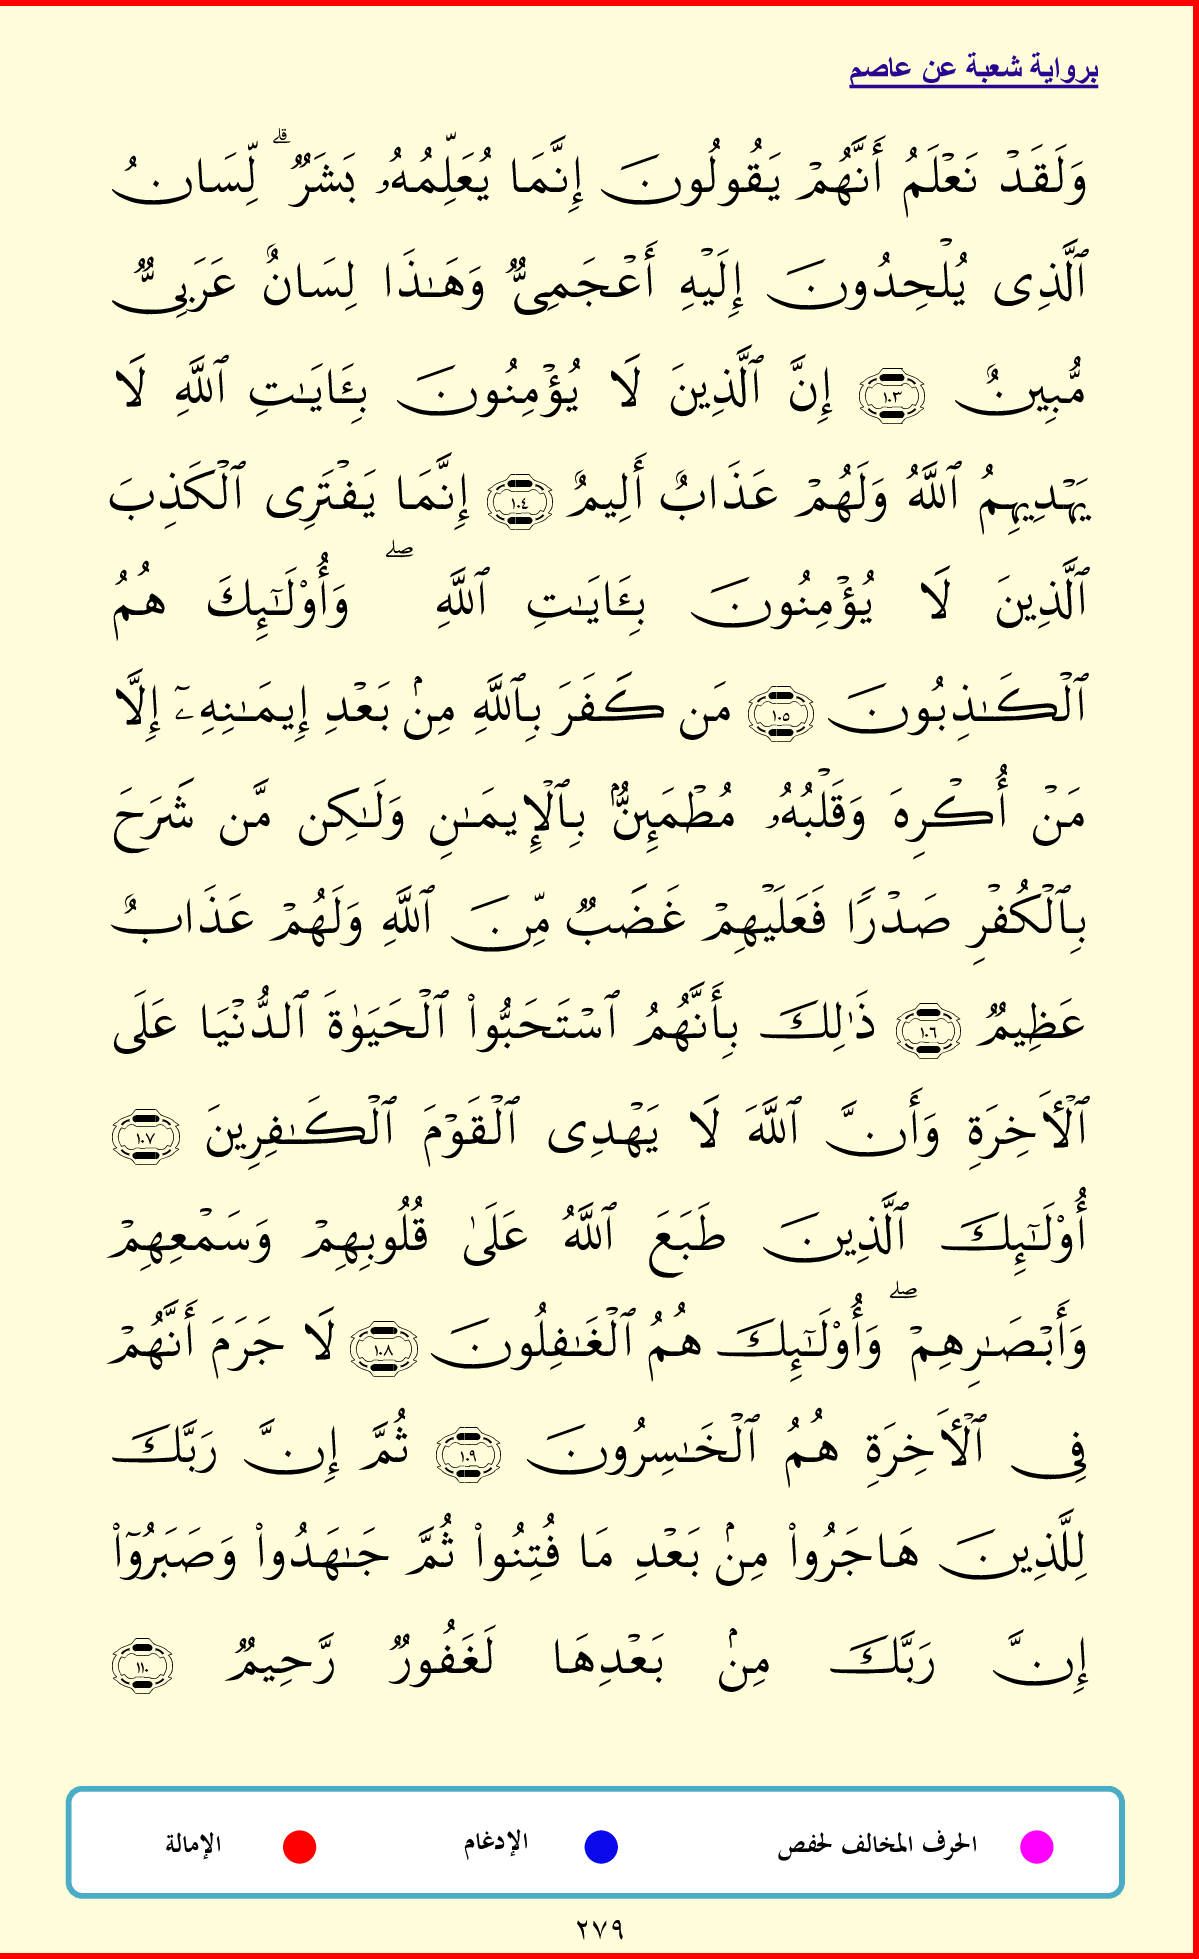 برواية شعبة عن عاصم
وَلَقَدۡ نَعۡلَمُ أَنَّهُمۡ يَقُولُونَ إِنَّمَا يُعَلِّمُهُۥ بَشَرٌۗ لِّسَانُ
ٱلَّذِى يُلۡحِدُونَ إِلَيۡهِ أَعۡجَمِىٌّ وَهَٰذَا لِسَانٌ عَرَبِىٌّ
مُّبِينٌ ١٠٣ إِنَّ ٱلَّذِينَ لَا يُؤۡمِنُونَ بِـَٔايَٰتِ ٱللَّهِ لَا
يَهۡدِيهِمُ ٱللَّهُ وَلَهُمۡ عَذَابٌ أَلِيمٌ ١٠٤ إِنَّمَا يَفۡتَرِى ٱلۡكَذِبَ
ٱلَّذِينَ لَا يُؤۡمِنُونَ بِـَٔايَٰتِ ٱللَّهِۖ وَأُوْلَٰٓئِكَ هُمُ
ٱلۡكَٰذِبُونَ ١٠٥ مَن كَفَرَ بِٱللَّهِ مِنۢ بَعۡدِ إِيمَٰنِهِۦٓ إِلَّا
مَنۡ أُكۡرِهَ وَقَلۡبُهُۥ مُطۡمَئِنٌّۢ بِٱلۡإِيمَٰنِ وَلَٰكِن مَّن شَرَحَ
بِٱلۡكُفۡرِ صَدۡرًا فَعَلَيۡهِمۡ غَضَبٌ مِّنَ ٱللَّهِ وَلَهُمۡ عَذَابٌ
عَظِيمٌ ١٠٦ ذَٰلِكَ بِأَنَّهُمُ ٱسۡتَحَبُّواْ ٱلۡحَيَوٰةَ ٱلدُّنۡيَا عَلَى
ٱلۡأٓخِرَةِ وَأَنَّ ٱللَّهَ لَا يَهۡدِى ٱلۡقَوۡمَ ٱلۡكَٰفِرِينَ ١٠٧
أُوْلَٰٓئِكَ ٱلَّذِينَ طَبَعَ ٱللَّهُ عَلَىٰ قُلُوبِهِمۡ وَسَمۡعِهِمۡ
وَأَبۡصَٰرِهِمۡۖ وَأُوْلَٰٓئِكَ هُمُ ٱلۡغَٰفِلُونَ ١٠٨ لَا جَرَمَ أَنَّهُمۡ
فِى ٱلۡأٓخِرَةِ هُمُ ٱلۡخَٰسِرُونَ ١٠٩ ثُمَّ إِنَّ رَبَّكَ
لِلَّذِينَ هَاجَرُواْ مِنۢ بَعۡدِ مَا فُتِنُواْ ثُمَّ جَٰهَدُواْ وَصَبَرُوٓاْ
إِنَّ رَبَّكَ مِنۢ بَعۡدِهَا لَغَفُورٌ رَّحِيمٌ ١١٠
الحرف المخالف لحفص الإدغام الإمالة
٢٧٩